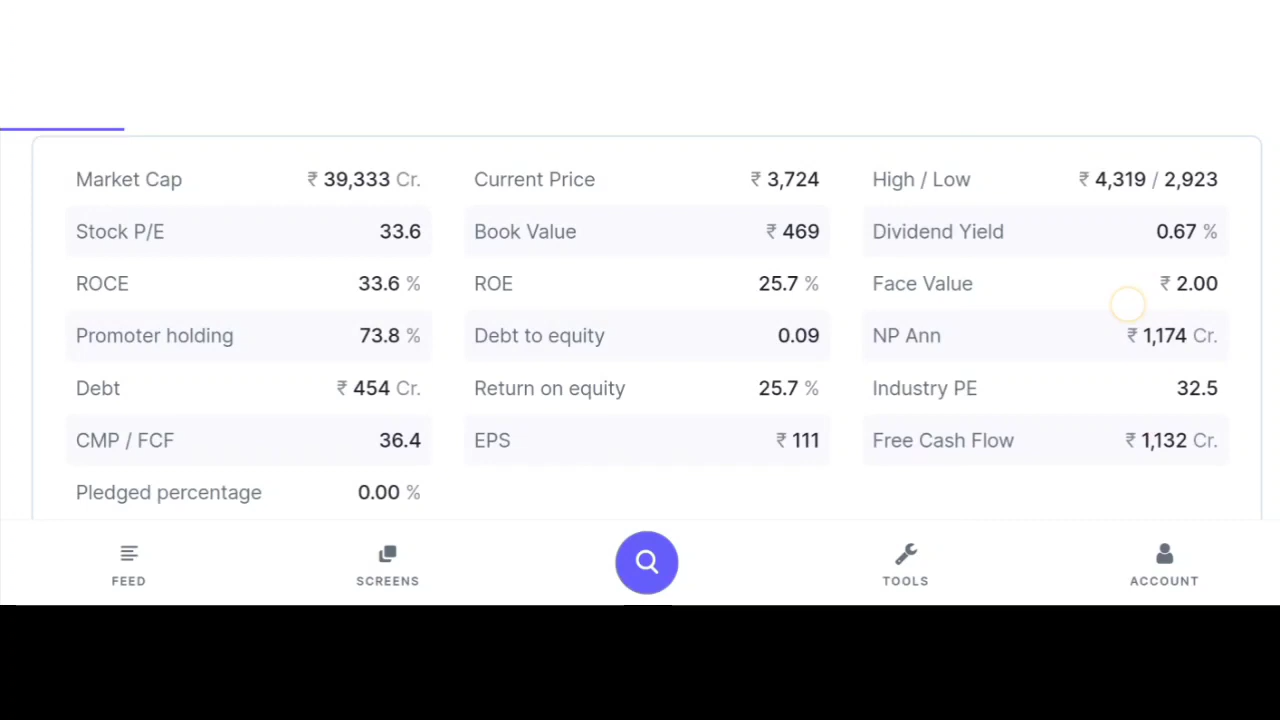 Market Cap ₹ 39,333 Cr. Current Price ₹ 3,724 High / Low ₹ 4,319 / 2,923
Stock P/E 33.6 Book Value ₹ 469 Dividend Yield 0.67 %
ROCE 33.6 % ROE 25.7 % Face Value ₹ 2.00
Promoter holding 73.8 % Debt to equity 0.09 NP Ann ₹ 1,174 Cr.
Debt ₹ 454 Cr. Return on equity 25.7 % Industry PE 32.5
CMP / FCF 36.4 EPS ₹ 111 Free Cash Flow ₹ 1,132 Cr.
Pledged percentage 0.00 %
FEED SCREENS TOOLS ACCOUNT